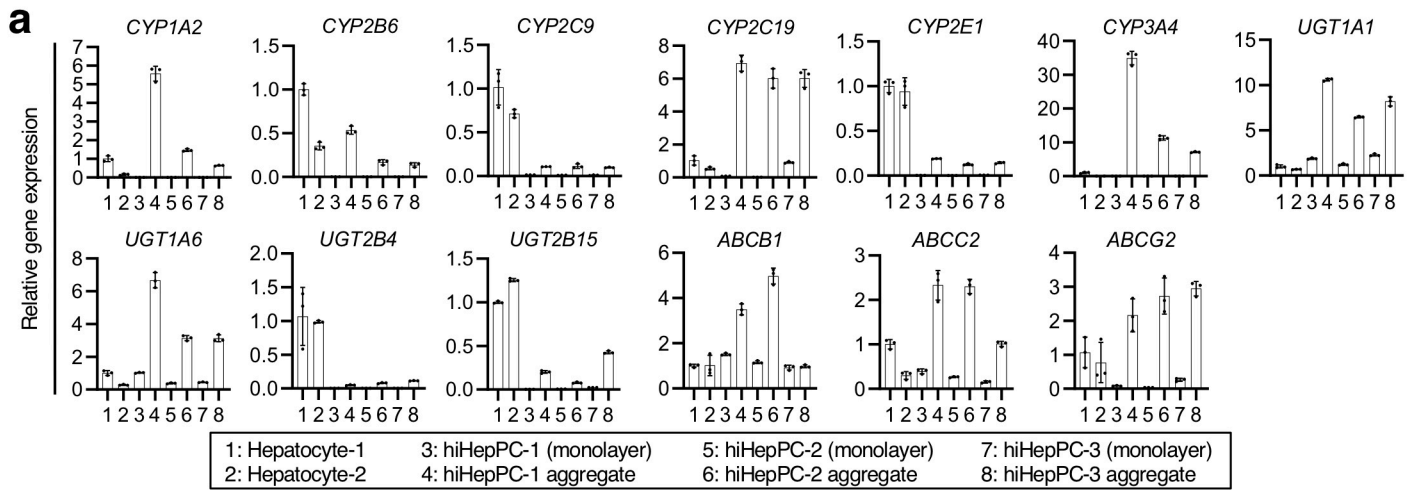 a
CYP1A2 CYP2B6 CYP2C9 CYP2C19 CYP2E1 CYP3A4 UGT1A1
Relative gene expression
7 6 5 4 3 2 1 0
1.5 1.0 0.5 0.0
1.5 1.0 0.5 0.0
8 6 4 2 0
1.5 1.0 0.5 0.0
40 30 20 10 0
15 10 5 0
1 2 3 4 5 6 7 8 1 2 3 4 5 6 7 8 1 2 3 4 5 6 7 8 1 2 3 4 5 6 7 8 1 2 3 4 5 6 7 8 1 2 3 4 5 6 7 8 1 2 3 4 5 6 7 8
UGT1A6 UGT2B4 UGT2B15 ABCB1 ABCC2 ABCG2
8 6 4 2 0
2.0 1.5 1.0 0.5 0.0
1.5 1.0 0.5 0.0
6 4 2 0
3 2 1 0
4 3 2 1 0
1 2 3 4 5 6 7 8 1 2 3 4 5 6 7 8 1 2 3 4 5 6 7 8 1 2 3 4 5 6 7 8 1 2 3 4 5 6 7 8 1 2 3 4 5 6 7 8
1: Hepatocyte-1 3: hiHepPC-1 (monolayer) 5: hiHepPC-2 (monolayer) 7: hiHepPC-3 (monolayer)
2: Hepatocyte-2 4: hiHepPC-1 aggregate 6: hiHepPC-2 aggregate 8: hiHepPC-3 aggregate